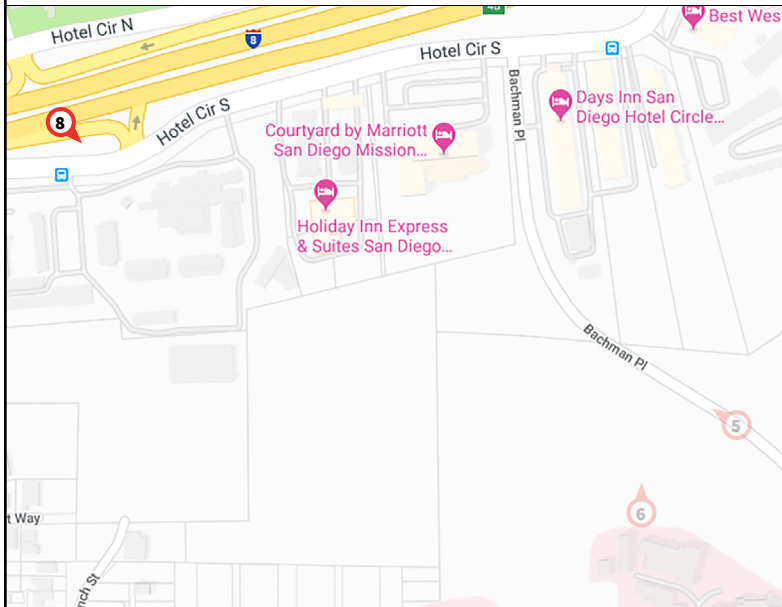 Hotel Cir N
8
Hotel Cir S
Best Wes
8
Hotel Cir S
Bachman Pl
Days Inn San
Diego Hotel Circle...
Courtyard by Marriott
San Diego Mission...
Holiday Inn Express
& Suites San Diego...
Bachman Pl
5
6
t Way
nch St